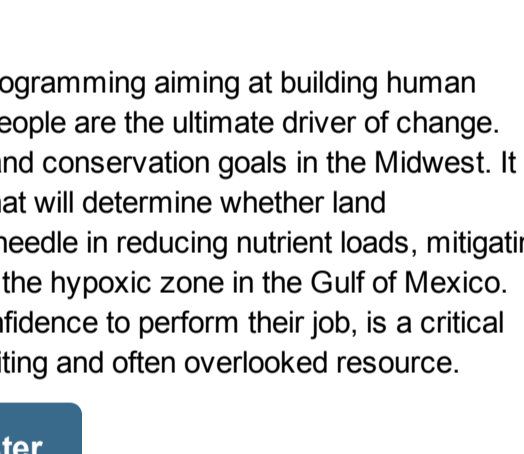 ogramming aiming at building human
eople are the ultimate driver of change.
nd conservation goals in the Midwest. It
at will determine whether land
needle in reducing nutrient loads, mitigatin
the hypoxic zone in the Gulf of Mexico.
nfidence to perform their job, is a critical
iting and often overlooked resource.
ter